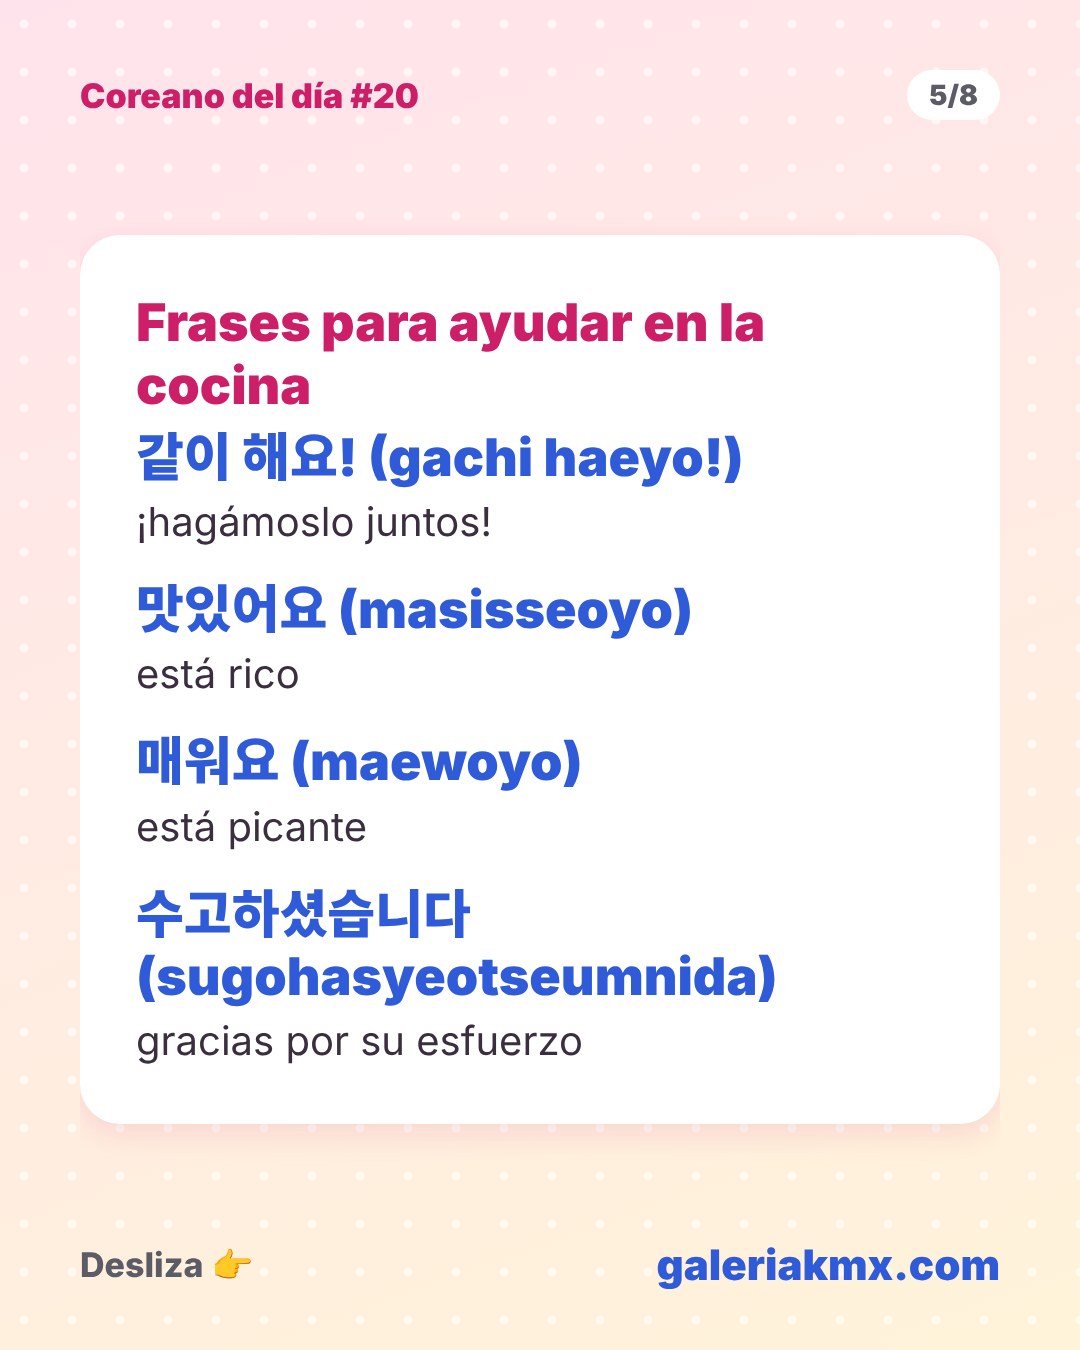 Coreano del día #20
5/8
Frases para ayudar en la
cocina
같이 해요! (gachi haeyo!)
¡hagámoslo juntos!
맛있어요 (masisseoyo)
está rico
매워요 (maewoyo)
está picante
수고하셨습니다
(sugohasyeotseumnida)
gracias por su esfuerzo
Desliza 👉
galeriakmx.com